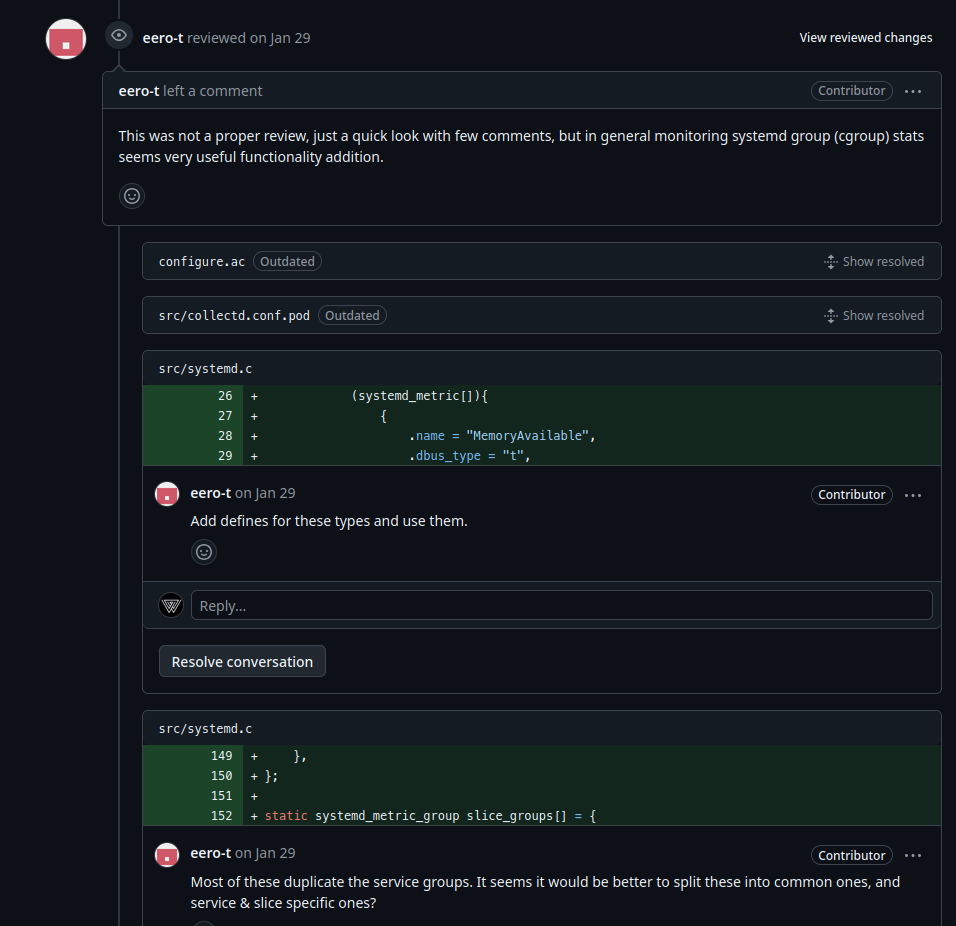 eero-t reviewed on Jan 29
View reviewed changes
eero-t left a comment
Contributor
This was not a proper review, just a quick look with few comments, but in general monitoring systemd group (cgroup) stats
seems very useful functionality addition.
configure.ac Outdated
Show resolved
src/collectd.conf.pod Outdated
Show resolved
src/systemd.c
26 + (systemd_metric[]){
27 + {
28 + .name = "MemoryAvailable",
29 + .dbus_type = "t",
eero-t on Jan 29
Contributor
Add defines for these types and use them.
Reply...
Resolve conversation
src/systemd.c
149 + },
150 + };
151 +
152 + static systemd_metric_group slice_groups[] = {
eero-t on Jan 29
Contributor
Most of these duplicate the service groups. It seems it would be better to split these into common ones, and
service & slice specific ones?